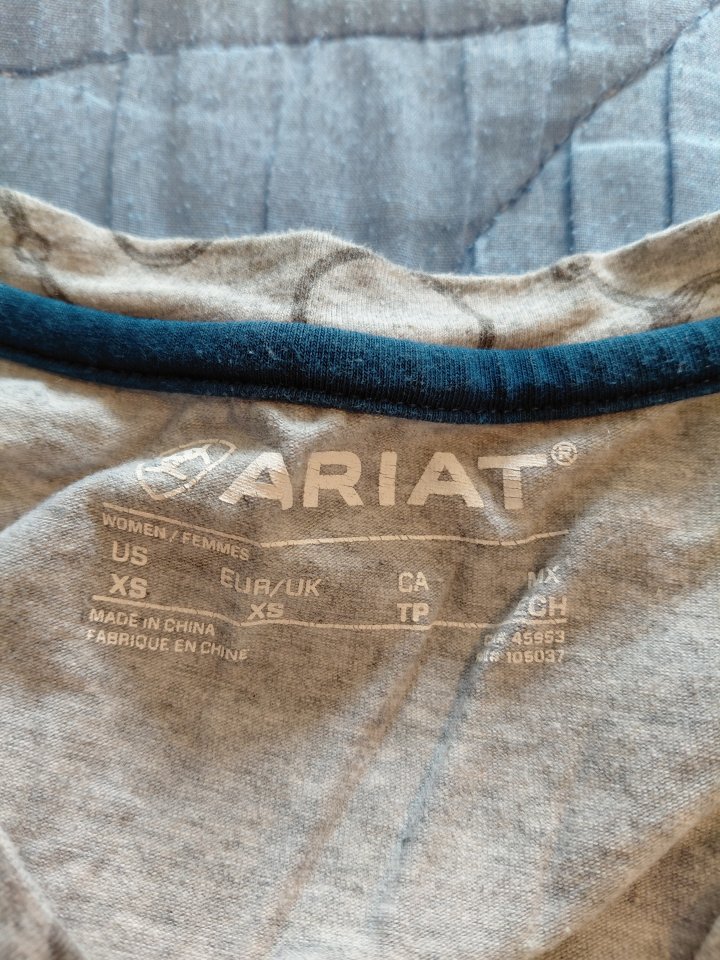 ARIAT®
WOMEN / FEMMES
US EUR/UK CA MX
XS XS TP ECH
MADE IN CHINA
FABRIQUE EN CHINE
45953
105037